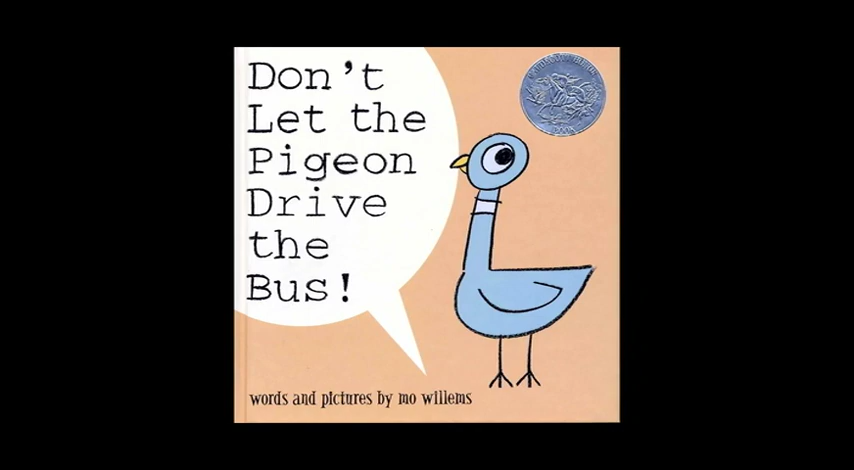 Don't
Let the
Pigeon
Drive
the
Bus!
words and pictures by mo willems